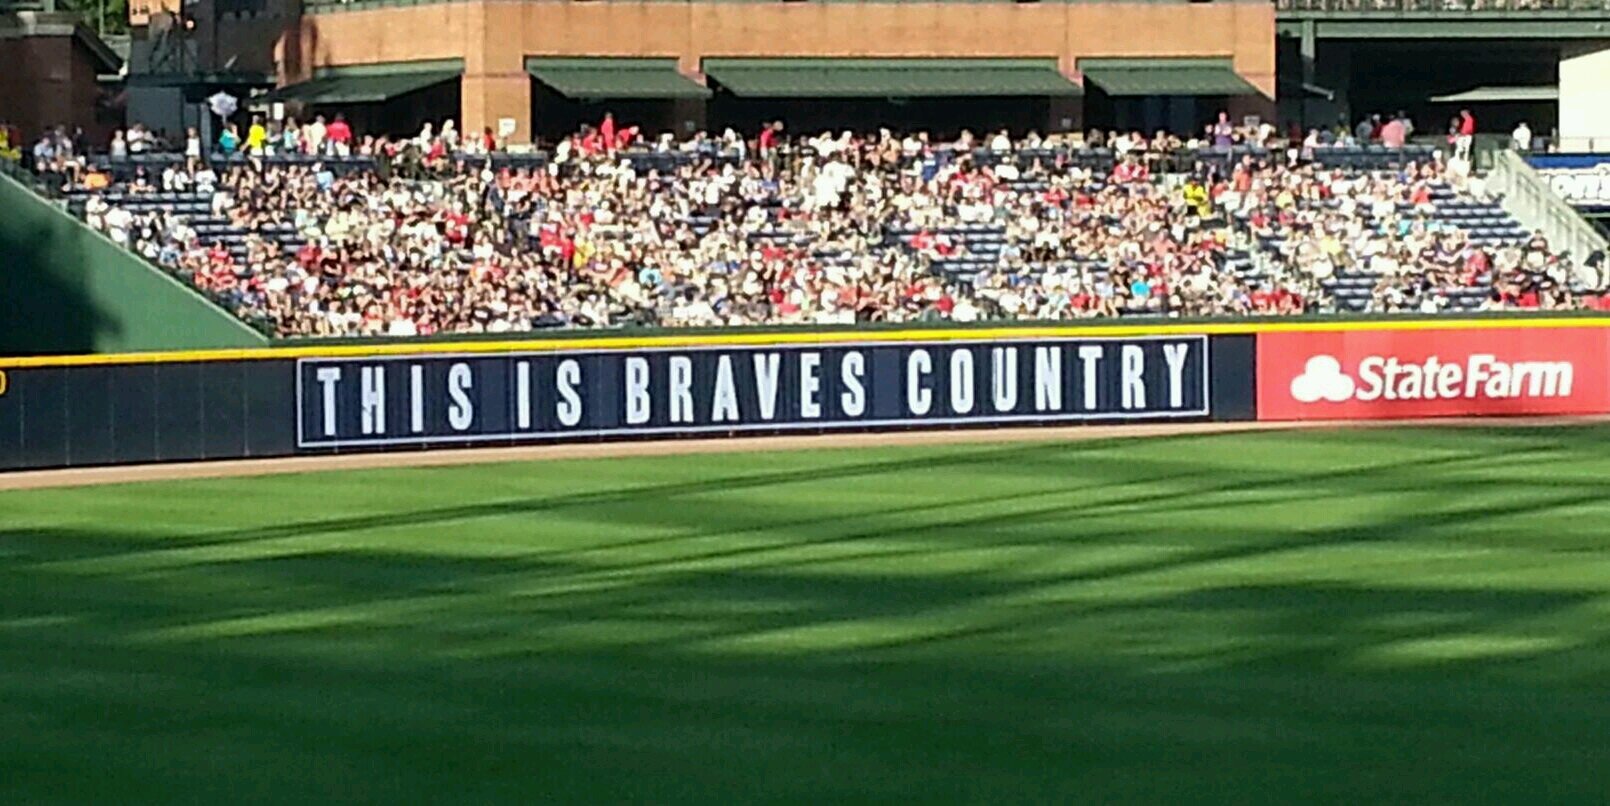 THIS IS BRAVES COUNTRY
StateFarm